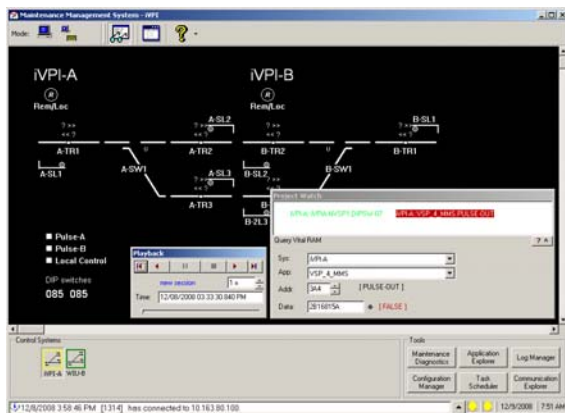 Maintenance Management System - iVPI
Mode:
iVPI-A
iVPI-B
R
R
Rem/Loc
Rem/Loc
A-SL2
B-SL1
? >>
? >>
? >>
? >>
<< ?
<< ?
<< ?
<< ?
A-TR1
U
A-TR2
B-TR2
U
B-TR1
A-SL1
A-SW1
A-SL3
B-SL2
B-SW1
? >>
<< ?
A-TR3
B-2L3
Project Watch
iVPI-A: VSP_4_MMS PULSE-OUT
Query Vital RAM
Sys: iVPI-A
App: VSP_4_MMS
Addr: 3A4 [ PULSE-OUT ]
Data: 2B16815A [ FALSE ]
Pulse-A
Pulse-B
Local Control
DIP switches
085 085
Playback
new session 1 s
Time: 12/08/2008 03:33:30.840 PM
Control Systems
iVPI-A
WIU-B
Tools
Maintenance Diagnostics
Application Explorer
Log Manager
Configuration Manager
Task Scheduler
Communication Explorer
12/8/2008 3:58:46 PM [1314] has connected to 10.163.80.100.
12/9/2008 7:51 AM